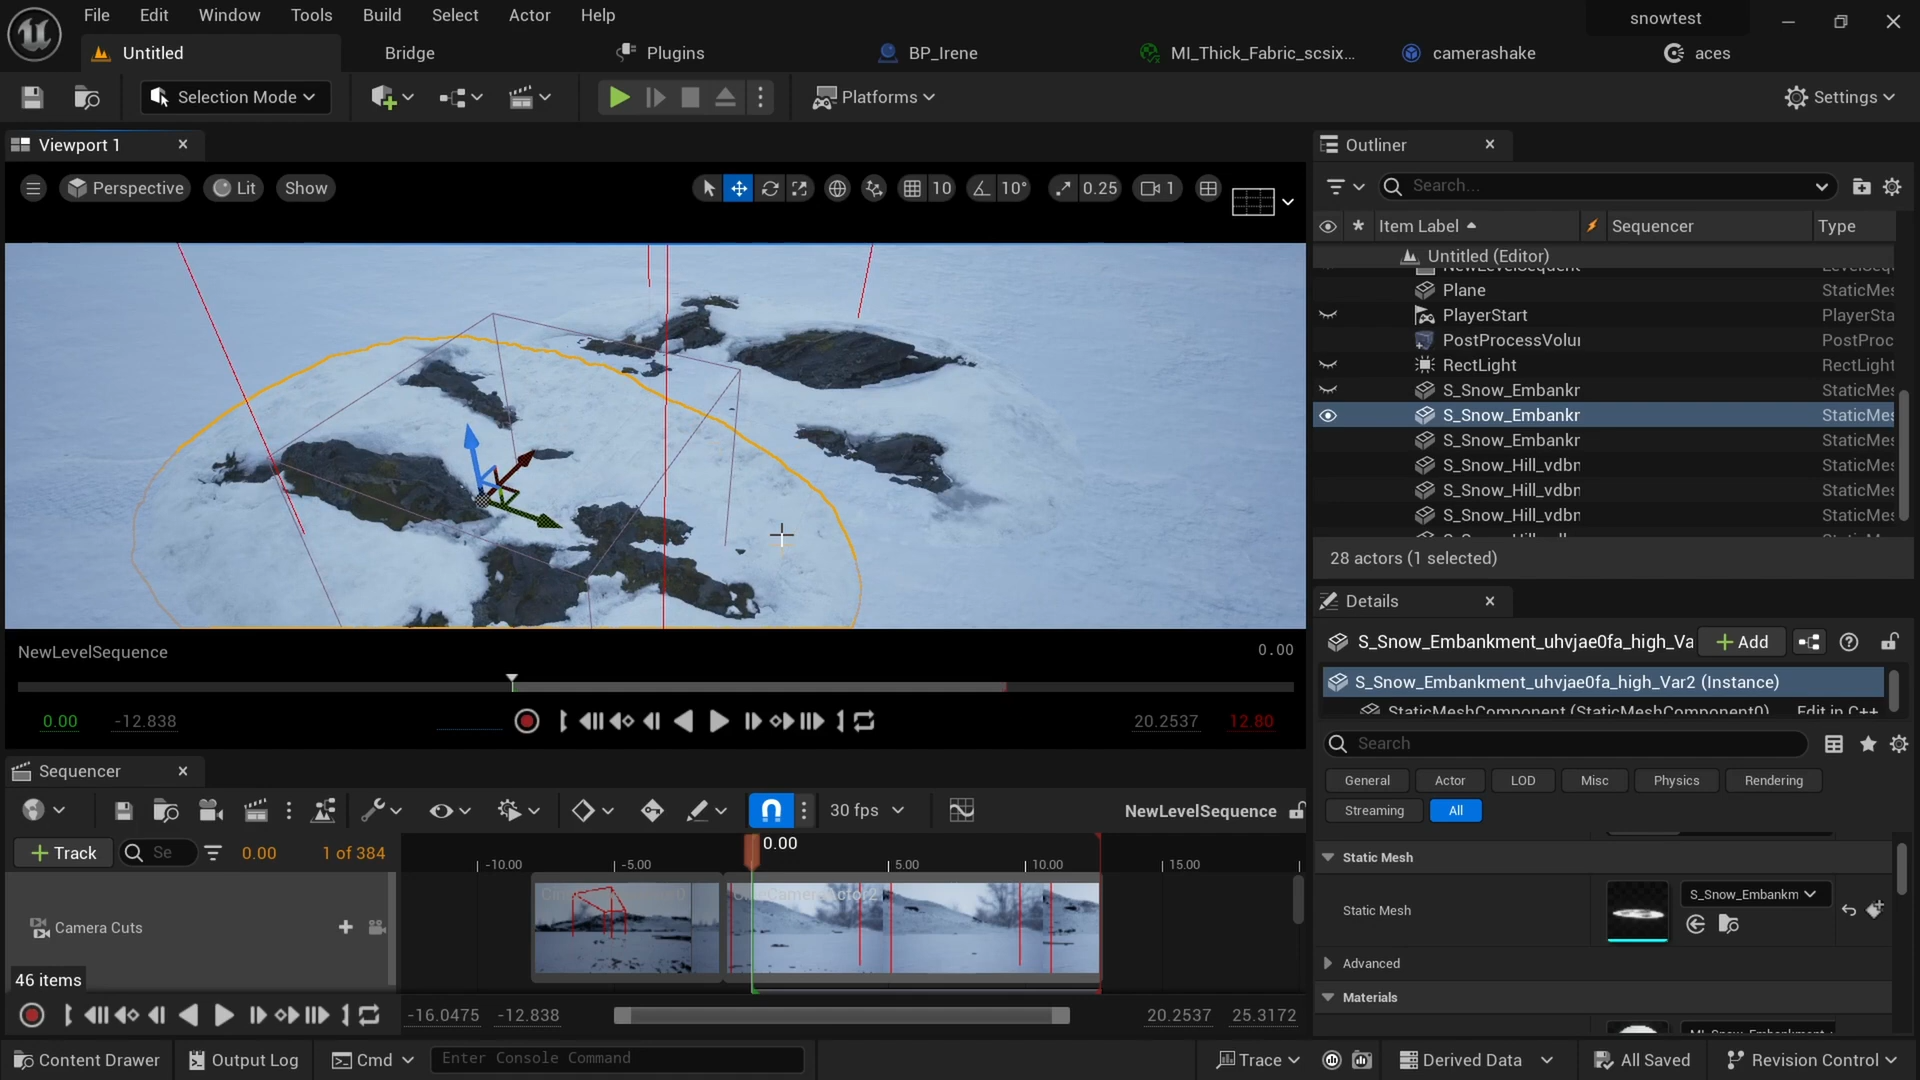 File Edit Window Tools Build Select Actor Help
snowtest
Untitled
Bridge
Plugins
BP_Irene
MI_Thick_Fabric_scsix...
camerashake
aces
Selection Mode
Platforms
Settings
Viewport 1
Perspective
Lit
Show
10
10°
0.25
1
NewLevelSequence
0.00
0.00
-12.838
20.2537
12.80
Sequencer
30 fps
NewLevelSequence
Track
Se
0.00
1 of 384
0.00
-10.00
-5.00
5.00
10.00
15.00
Camera Cuts
46 items
-16.0475
-12.838
20.2537
25.3172
Outliner
Search...
Item Label
Sequencer
Type
Untitled (Editor)
Plane
StaticMes
PlayerStart
PlayerSta
PostProcessVolur
PostProc
RectLight
RectLight
S_Snow_Embankr
StaticMes
S_Snow_Embankr
StaticMes
S_Snow_Embankr
StaticMes
S_Snow_Hill_vdbn
StaticMes
S_Snow_Hill_vdbn
StaticMes
S_Snow_Hill_vdbn
StaticMes
28 actors (1 selected)
Details
S_Snow_Embankment_uhvjae0fa_high_Va
Add
S_Snow_Embankment_uhvjae0fa_high_Var2 (Instance)
StaticMeshComponent (StaticMeshComponent0)
Edit in C++
Search
General
Actor
LOD
Misc
Physics
Rendering
Streaming
All
Static Mesh
Static Mesh
S_Snow_Embankm
Advanced
Materials
Content Drawer
Output Log
Cmd
Enter Console Command
Trace
Derived Data
All Saved
Revision Control